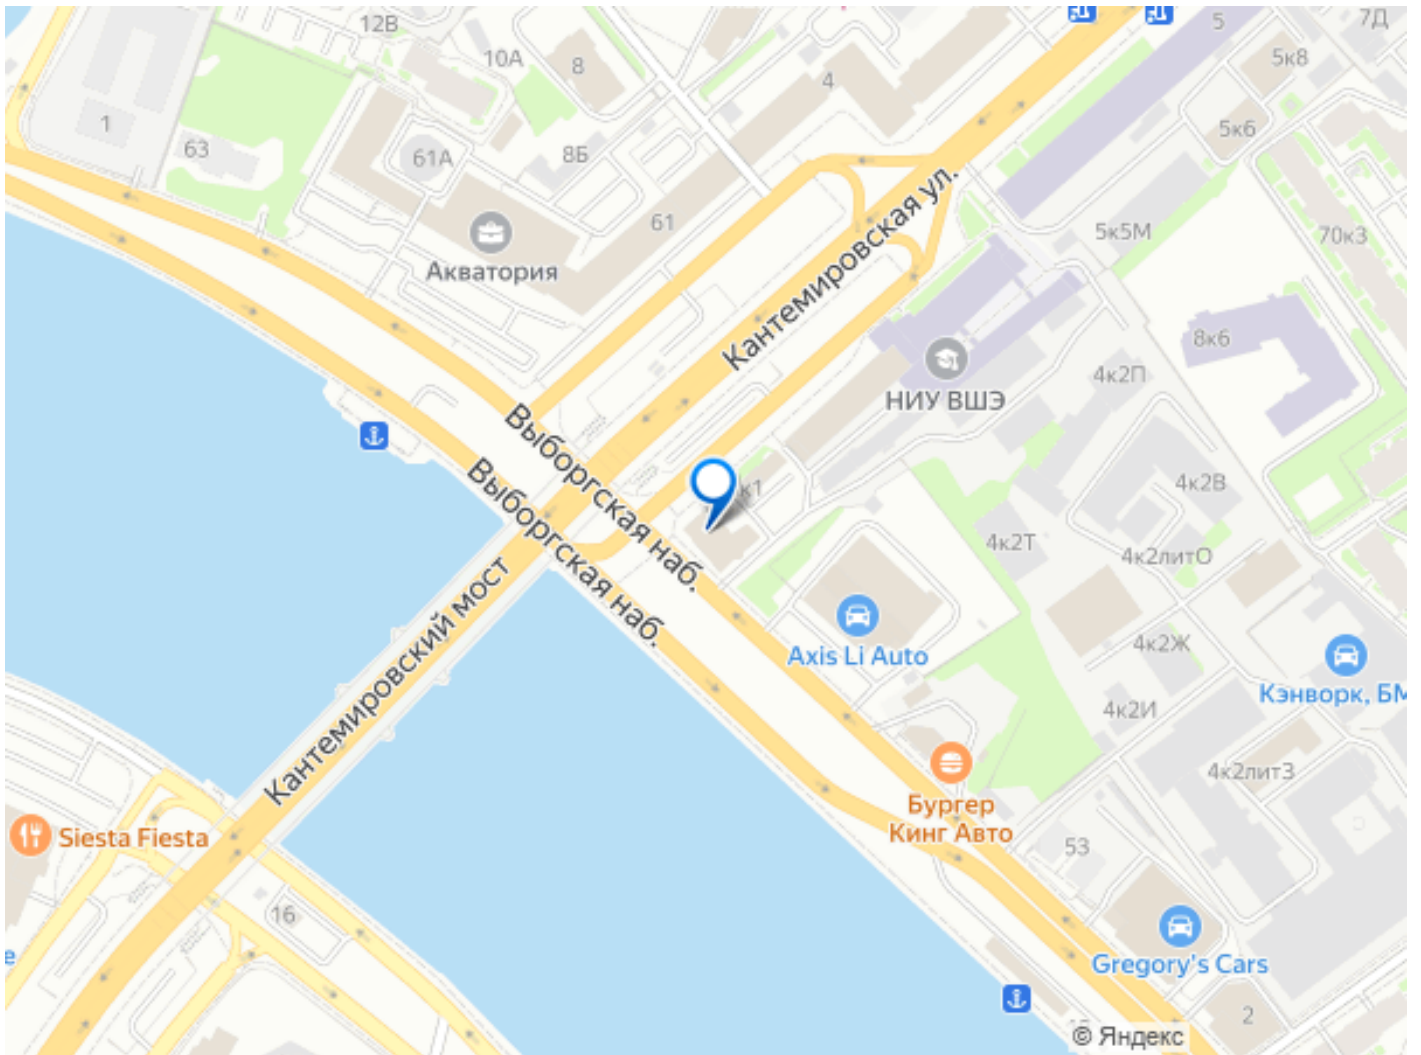 12В
5
7Д
10А
8
5к8
4
1
5к6
63
61А
8Б
61
Кантемировская ул.
5к5М
70к3
Акватория
8к6
4к2П
НИУ ВШЭ
Выборгская наб.
Выборгская наб.
к1
4к2В
4к2Т
4к2литО
Кантемировский мост
Axis Li Auto
4к2Ж
Кэнворк, БМ
4к2И
4к2литЗ
Бургер
Кинг Авто
Siesta Fiesta
53
С
16
e
Gregory's Cars
2
© Яндекс